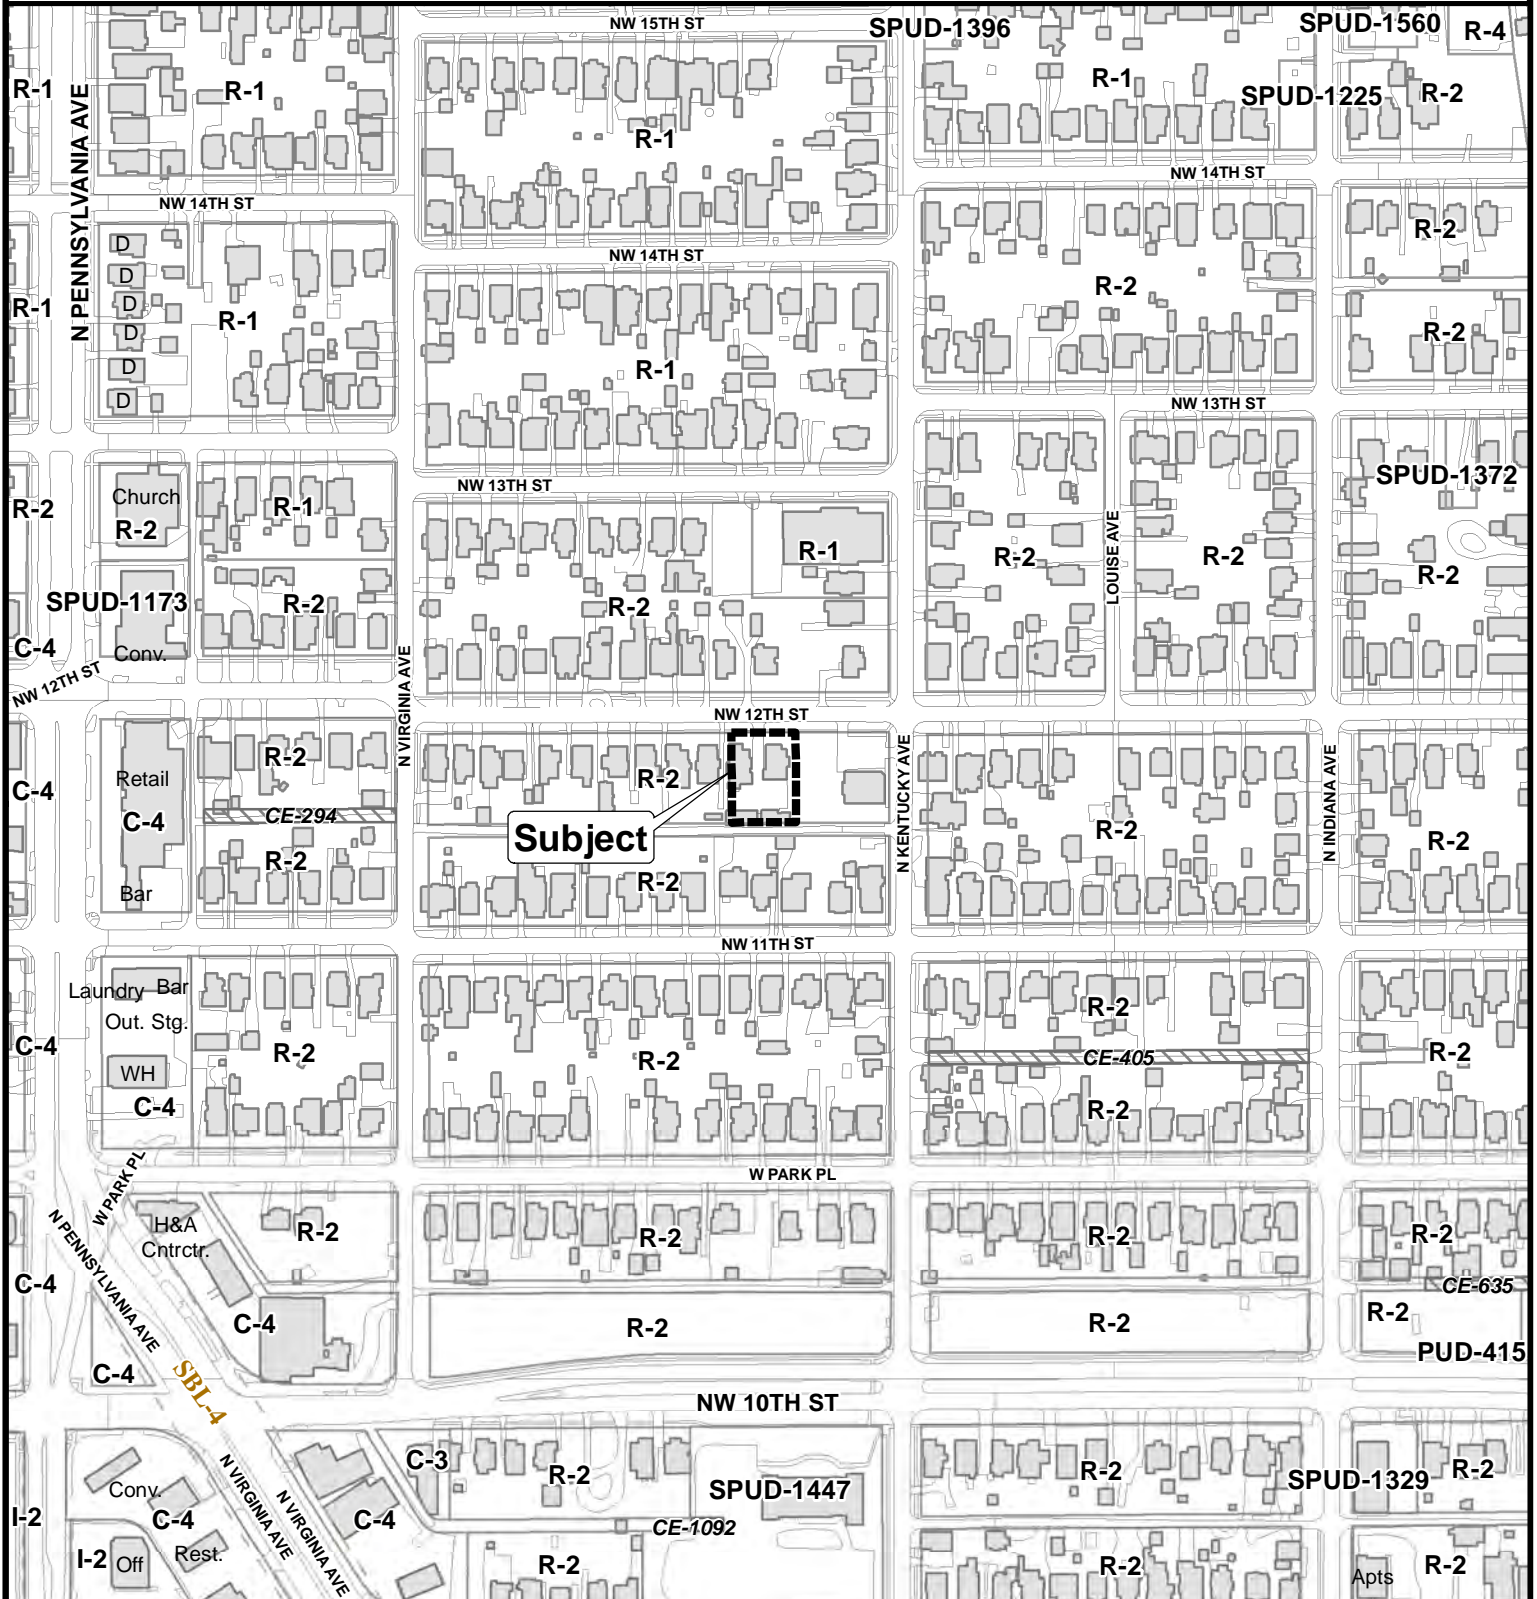 NW 15TH ST
SPUD-1396
SPUD-1560
R-4
R-1
R-1
R-1
SPUD-1225
R-2
N PENNSYLVANIA AVE
R-1
NW 14TH ST
NW 14TH ST
D
D
D
D
D
D
R-2
NW 14TH ST
R-1
R-1
R-2
R-2
R-1
NW 13TH ST
NW 13TH ST
R-2
Church
R-2
R-1
SPUD-1372
R-1
R-2
LOUISE AVE
R-2
R-2
SPUD-1173
R-2
R-2
C-4
Conv.
NW 12TH ST
N VIRGINIA AVE
NW 12TH ST
R-2
R-2
Retail
C-4
C-4
CE-294
Subject
N KENTUCKY AVE
R-2
N INDIANA AVE
R-2
R-2
R-2
Bar
NW 11TH ST
Laundry
Bar
Out. Stg.
R-2
C-4
R-2
R-2
CE-405
R-2
WH
C-4
R-2
W PARK PL
W PARK PL
N PENNSYLVANIA AVE
H&A
Cntrctr.
R-2
R-2
R-2
R-2
C-4
CE-635
C-4
R-2
R-2
R-2
PUD-415
C-4
SBL-4
NW 10TH ST
C-3
R-2
SPUD-1447
R-2
SPUD-1329
R-2
Conv.
C-4
N VIRGINIA AVE
N VIRGINIA AVE
C-4
I-2
CE-1092
I-2
Off
Rest.
R-2
R-2
Apts
R-2